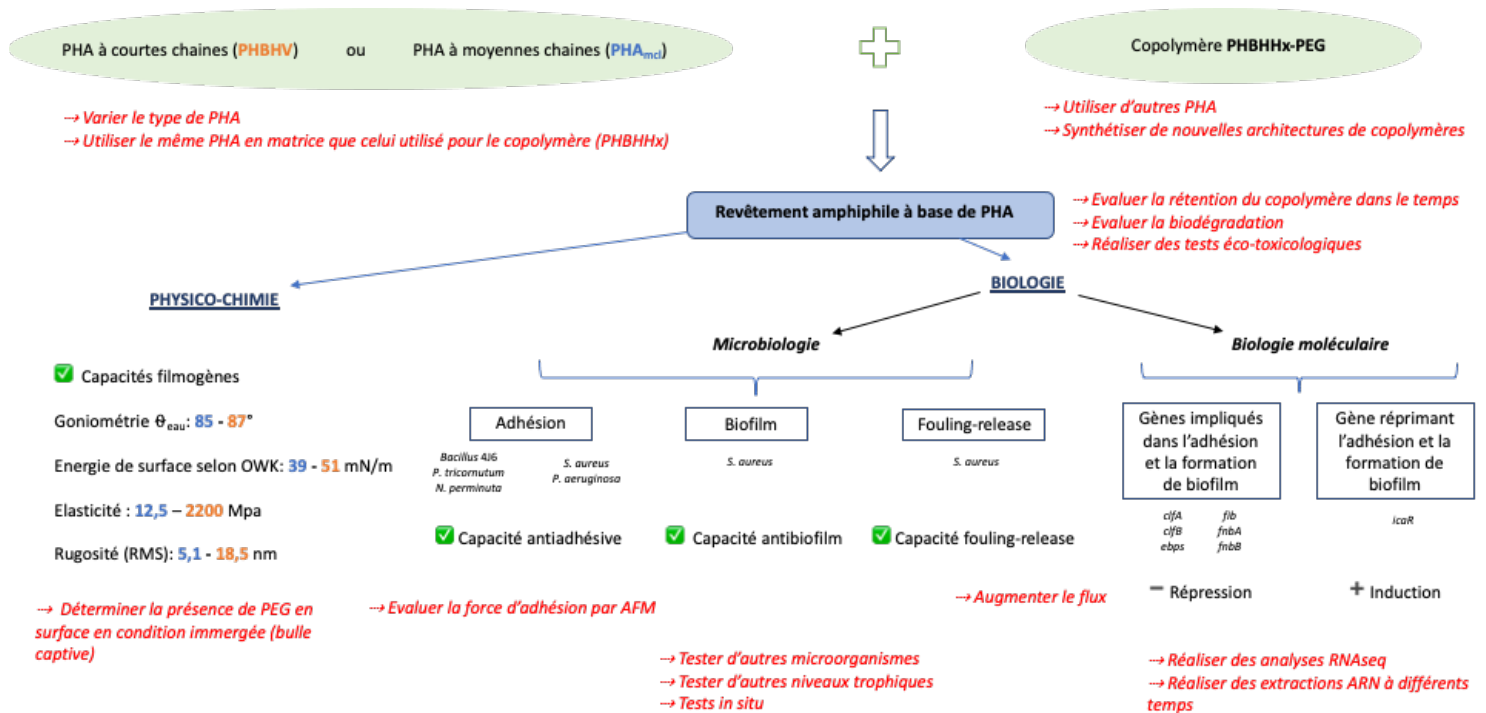 PHA à courtes chaines (PHBHV) ou PHA à moyennes chaines (PHAmcl)
Copolymère PHBHHx-PEG
⤏ Varier le type de PHA
⤏ Utiliser le même PHA en matrice que celui utilisé pour le copolymère (PHBHHx)
⤏ Utiliser d'autres PHA
⤏ Synthétiser de nouvelles architectures de copolymères
Revêtement amphiphile à base de PHA
⤏ Evaluer la rétention du copolymère dans le temps
⤏ Evaluer la biodégradation
⤏ Réaliser des tests éco-toxicologiques
PHYSICO-CHIMIE
BIOLOGIE
Microbiologie
Biologie moléculaire
✅ Capacités filmogènes
Goniométrie θeau: 85 - 87°
Energie de surface selon OWK: 39 - 51 mN/m
Elasticité : 12,5 – 2200 Mpa
Rugosité (RMS): 5,1 - 18,5 nm
⤏ Déterminer la présence de PEG en
surface en condition immergée (bulle
captive)
Adhésion
Bacillus 4J6
P. tricornutum
N. perminuta
S. aureus
P. aeruginosa
✅ Capacité antiadhésive
⤏ Evaluer la force d'adhésion par AFM
Biofilm
S. aureus
✅ Capacité antibiofilm
Fouling-release
S. aureus
✅ Capacité fouling-release
⤏ Augmenter le flux
⤏ Tester d'autres microorganismes
⤏ Tester d'autres niveaux trophiques
⤏ Tests in situ
Gènes impliqués
dans l'adhésion
et la formation
de biofilm
clfA
clfB
ebps
fib
fnbA
fnbB
− Répression
Gène réprimant
l'adhésion et la
formation de
biofilm
icaR
+ Induction
⤏ Réaliser des analyses RNAseq
⤏ Réaliser des extractions ARN à différents
temps